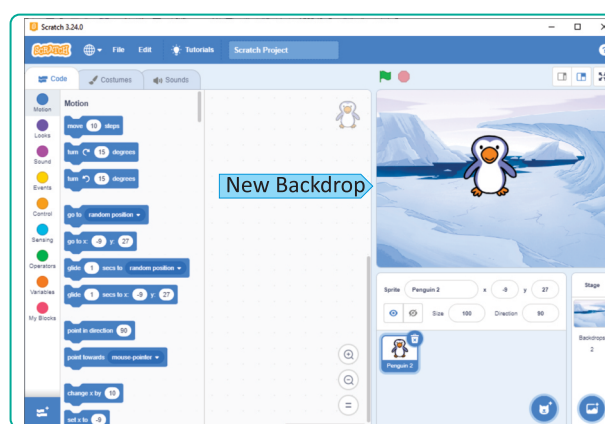 Scratch 3.24.0
SCRATCH File Edit Tutorials Scratch Project
Code Costumes Sounds
Motion
Looks
Sound
Events
Control
Sensing
Operators
Variables
My Blocks
Motion
move 10 steps
turn 15 degrees
turn 15 degrees
go to random position
go to x: -9 y: 27
glide 1 secs to random position
glide 1 secs to x: -9 y: 27
point in direction 90
point towards mouse-pointer
change x by 10
set x to -9
New Backdrop
Sprite Penguin 2 x -9 y 27
Size 100 Direction 90
Penguin 2
Stage
Backdrops
2